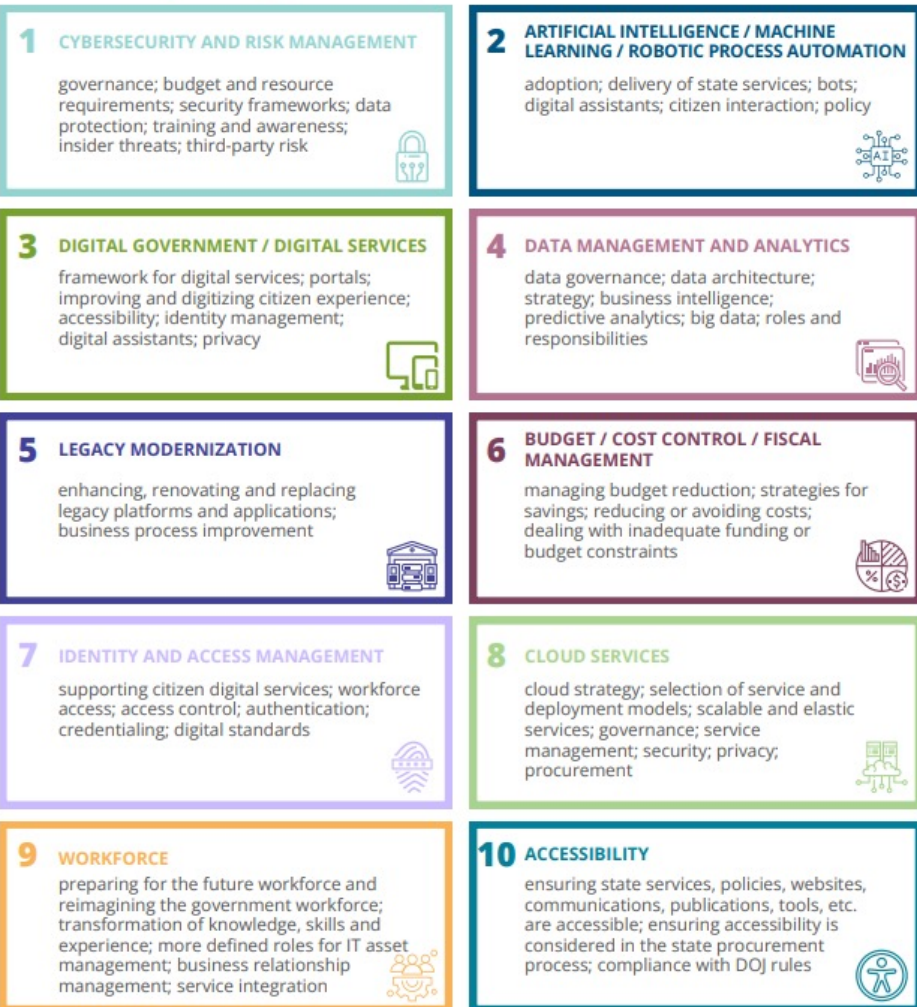 1 CYBERSECURITY AND RISK MANAGEMENT
governance; budget and resource
requirements; security frameworks; data
protection; training and awareness;
insider threats; third-party risk
2 ARTIFICIAL INTELLIGENCE / MACHINE
LEARNING / ROBOTIC PROCESS AUTOMATION
adoption; delivery of state services; bots;
digital assistants; citizen interaction; policy
AI
3 DIGITAL GOVERNMENT / DIGITAL SERVICES
framework for digital services; portals;
improving and digitizing citizen experience;
accessibility; identity management;
digital assistants; privacy
4 DATA MANAGEMENT AND ANALYTICS
data governance; data architecture;
strategy; business intelligence;
predictive analytics; big data; roles and
responsibilities
5 LEGACY MODERNIZATION
enhancing, renovating and replacing
legacy platforms and applications;
business process improvement
6 BUDGET / COST CONTROL / FISCAL
MANAGEMENT
managing budget reduction; strategies for
savings; reducing or avoiding costs;
dealing with inadequate funding or
budget constraints
% $
7 IDENTITY AND ACCESS MANAGEMENT
supporting citizen digital services; workforce
access; access control; authentication;
credentialing; digital standards
8 CLOUD SERVICES
cloud strategy; selection of service and
deployment models; scalable and elastic
services; governance; service
management; security; privacy;
procurement
9 WORKFORCE
preparing for the future workforce and
reimagining the government workforce;
transformation of knowledge, skills and
experience; more defined roles for IT asset
management; business relationship
management; service integration
10 ACCESSIBILITY
ensuring state services, policies, websites,
communications, publications, tools, etc.
are accessible; ensuring accessibility is
considered in the state procurement
process; compliance with DOJ rules